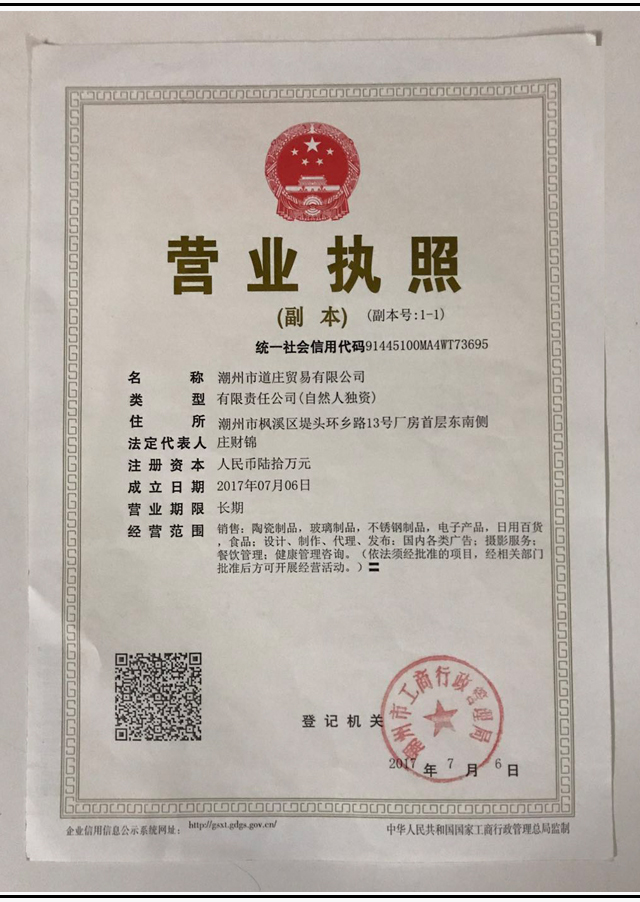 营业执照
(副 本) (副本号:1-1)
统一社会信用代码91445100MA4WT73695
名 称 潮州市道庄贸易有限公司
类 型 有限责任公司(自然人独资)
住 所 潮州市枫溪区堤头环乡路13号厂房首层东南侧
法定代表人 庄财锦
注册资本 人民币陆拾万元
成立日期 2017年07月06日
营业期限 长期
经营范围 销售：陶瓷制品，玻璃制品，不锈钢制品，电子产品，日用百货
，食品；设计、制作、代理、发布：国内各类广告；摄影服务；
餐饮管理；健康管理咨询。（依法须经批准的项目，经相关部门
批准后方可开展经营活动。）〓
登记机关
潮州市工商行政管理局
2017 年 7 月 6 日
企业信用信息公示系统网址： http://gsxt.gdgs.gov.cn/
中华人民共和国国家工商行政管理总局监制